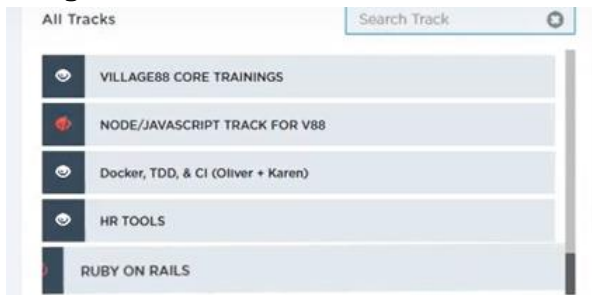 All Tracks
Search Track
VILLAGE88 CORE TRAININGS
NODE/JAVASCRIPT TRACK FOR V88
Docker, TDD, & CI (Oliver + Karen)
HR TOOLS
RUBY ON RAILS